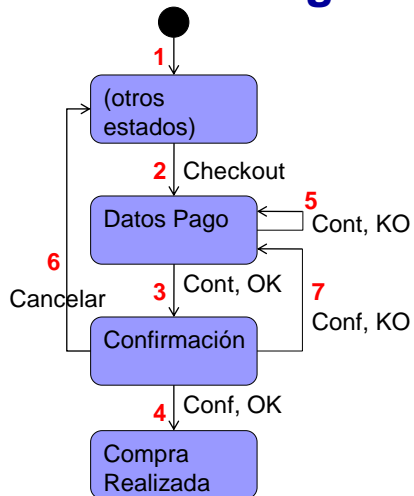 g
1
(otros
estados)
2 Checkout
Datos Pago
5
Cont, KO
6
Cancelar
3 Cont, OK
7
Conf, KO
Confirmación
4 Conf, OK
Compra
Realizada